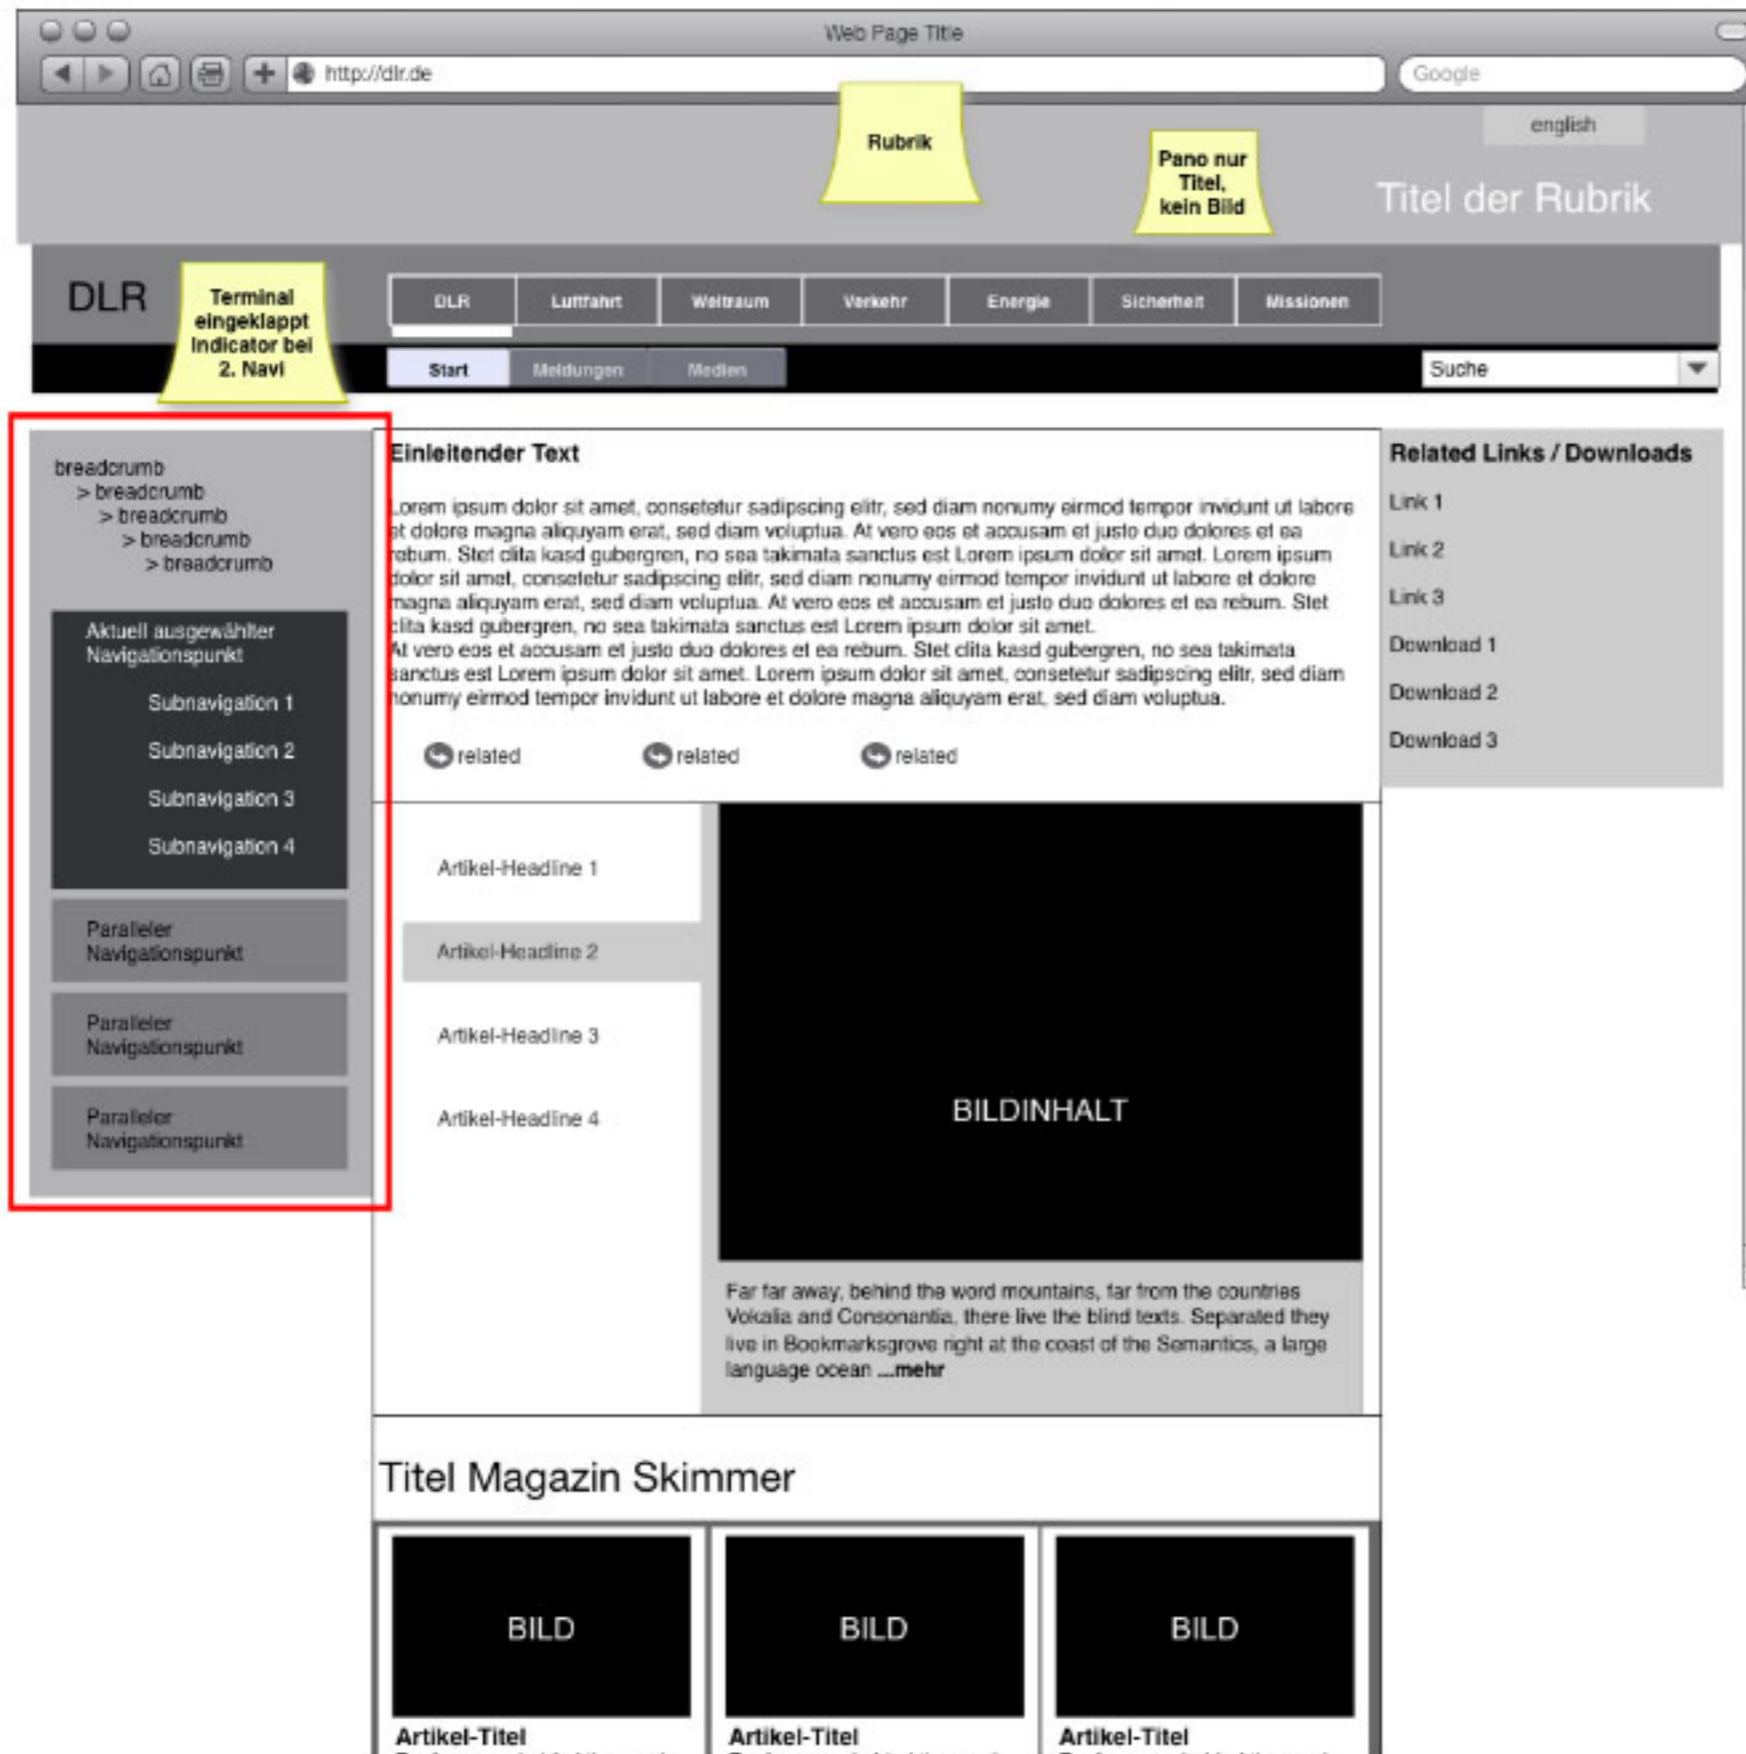 Web Page Title
http://dlr.de
Google
english
Rubrik
Pano nur
Titel,
kein Bild
Titel der Rubrik
DLR
Terminal
eingeklappt
Indicator bei
2. Navi
DLR Luftfahrt Weltraum Verkehr Energie Sicherheit Missionen
Start Meldungen Medien
Suche
breadcrumb
> breadcrumb
> breadcrumb
> breadcrumb
> breadcrumb
Aktuell ausgewählter
Navigationspunkt
Subnavigation 1
Subnavigation 2
Subnavigation 3
Subnavigation 4
Paralleler
Navigationspunkt
Paralleler
Navigationspunkt
Paralleler
Navigationspunkt
Einleitender Text
Lorem ipsum dolor sit amet, consetetur sadipscing elitr, sed diam nonumy eirmod tempor invidunt ut labore
et dolore magna aliquyam erat, sed diam voluptua. At vero eos et accusam et justo duo dolores et ea
rebum. Stet clita kasd gubergren, no sea takimata sanctus est Lorem ipsum dolor sit amet. Lorem ipsum
dolor sit amet, consetetur sadipscing elitr, sed diam nonumy eirmod tempor invidunt ut labore et dolore
magna aliquyam erat, sed diam voluptua. At vero eos et accusam et justo duo dolores et ea rebum. Stet
clita kasd gubergren, no sea takimata sanctus est Lorem ipsum dolor sit amet.
At vero eos et accusam et justo duo dolores et ea rebum. Stet clita kasd gubergren, no sea takimata
sanctus est Lorem ipsum dolor sit amet. Lorem ipsum dolor sit amet, consetetur sadipscing elitr, sed diam
nonumy eirmod tempor invidunt ut labore et dolore magna aliquyam erat, sed diam voluptua.
related related related
Related Links / Downloads
Link 1
Link 2
Link 3
Download 1
Download 2
Download 3
Artikel-Headline 1
Artikel-Headline 2
Artikel-Headline 3
Artikel-Headline 4
BILDINHALT
Far far away, behind the word mountains, far from the countries
Vokalia and Consonantia, there live the blind texts. Separated they
live in Bookmarksgrove right at the coast of the Semantics, a large
language ocean ...mehr
Titel Magazin Skimmer
BILD BILD BILD
Artikel-Titel Artikel-Titel Artikel-Titel